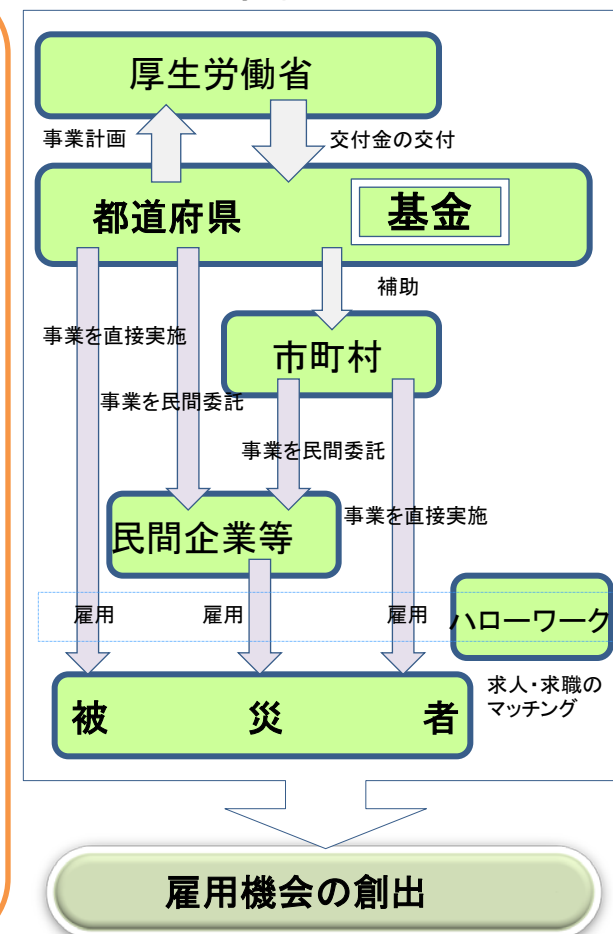 厚生労働省
事業計画
交付金の交付
都道府県
基金
補助
事業を直接実施
市町村
事業を民間委託
事業を民間委託
事業を直接実施
民間企業等
雇用
雇用
雇用
ハローワーク
求人・求職の
マッチング
被災者
雇用機会の創出